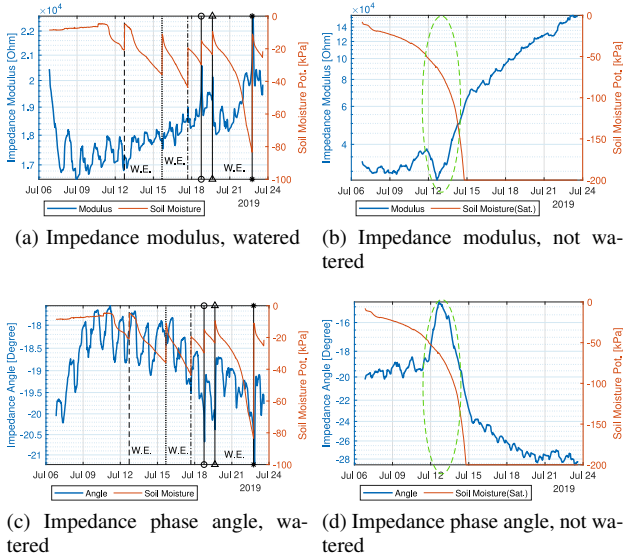 ×10⁴
2.2
2.1
2.0
1.9
1.8
1.7
Impedance Modulus [Ohm]
W.E. W.E. W.E.
0
-20
-40
-60
-80
-100
Soil Moisture Pot. [kPa]
Jul 06 Jul 09 Jul 12 Jul 15 Jul 18 Jul 21 Jul 24
2019
Modulus Soil Moisture
(a) Impedance modulus, watered
×10⁴
14
12
10
8
6
4
Impedance Modulus [Ohm]
0
-50
-100
-150
-200
Soil Moisture Pot. [kPa]
Jul 06 Jul 09 Jul 12 Jul 15 Jul 18 Jul 21 Jul 24
2019
Modulus Soil Moisture(Sat.)
(b) Impedance modulus, not wa-
tered
-18
-18.5
-19
-19.5
-20
-20.5
-21
Impedance Angle [Degree]
W.E. W.E. W.E.
0
-20
-40
-60
-80
-100
Soil Moisture Pot. [kPa]
Jul 06 Jul 09 Jul 12 Jul 15 Jul 18 Jul 21 Jul 24
2019
Angle Soil Moisture
(c) Impedance phase angle, wa-
tered
-16
-18
-20
-22
-24
-26
-28
Impedance Angle [Degree]
0
-50
-100
-150
-200
Soil Moisture Pot. [kPa]
Jul 06 Jul 09 Jul 12 Jul 15 Jul 18 Jul 21 Jul 24
2019
Angle Soil Moisture(Sat.)
(d) Impedance phase angle, not wa-
tered